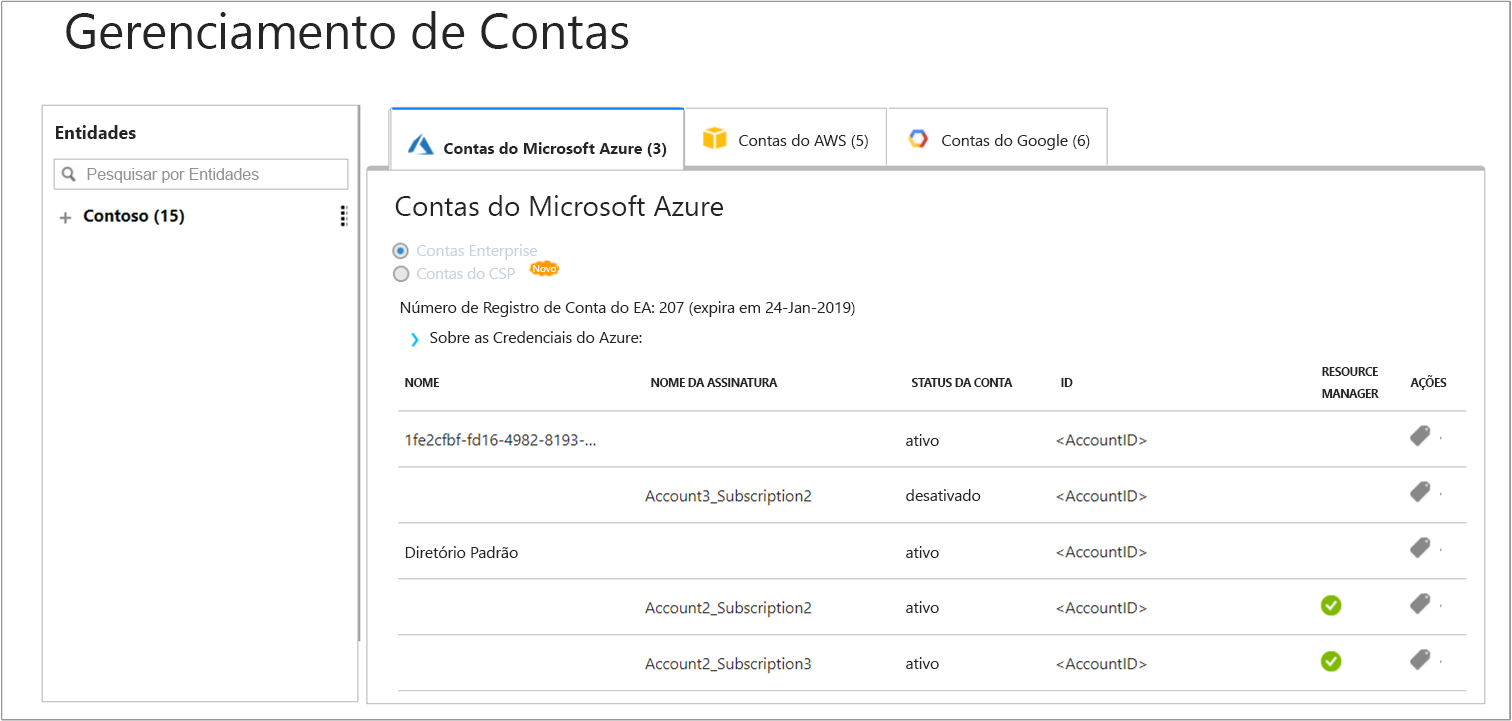 Gerenciamento de Contas
Entidades
Pesquisar por Entidades
Contoso (15)
Contas do Microsoft Azure (3)
Contas do AWS (5)
Contas do Google (6)
Contas do Microsoft Azure
Contas Enterprise
Contas do CSP
Novo
Número de Registro de Conta do EA: 207 (expira em 24-Jan-2019)
Sobre as Credenciais do Azure:
NOME NOME DA ASSINATURA STATUS DA CONTA ID RESOURCE MANAGER AÇÕES
1fe2cfbf-fd16-4982-8193-... ativo <AccountID>
Account3_Subscription2 desativado <AccountID>
Diretório Padrão ativo <AccountID>
Account2_Subscription2 ativo <AccountID>
Account2_Subscription3 ativo <AccountID>